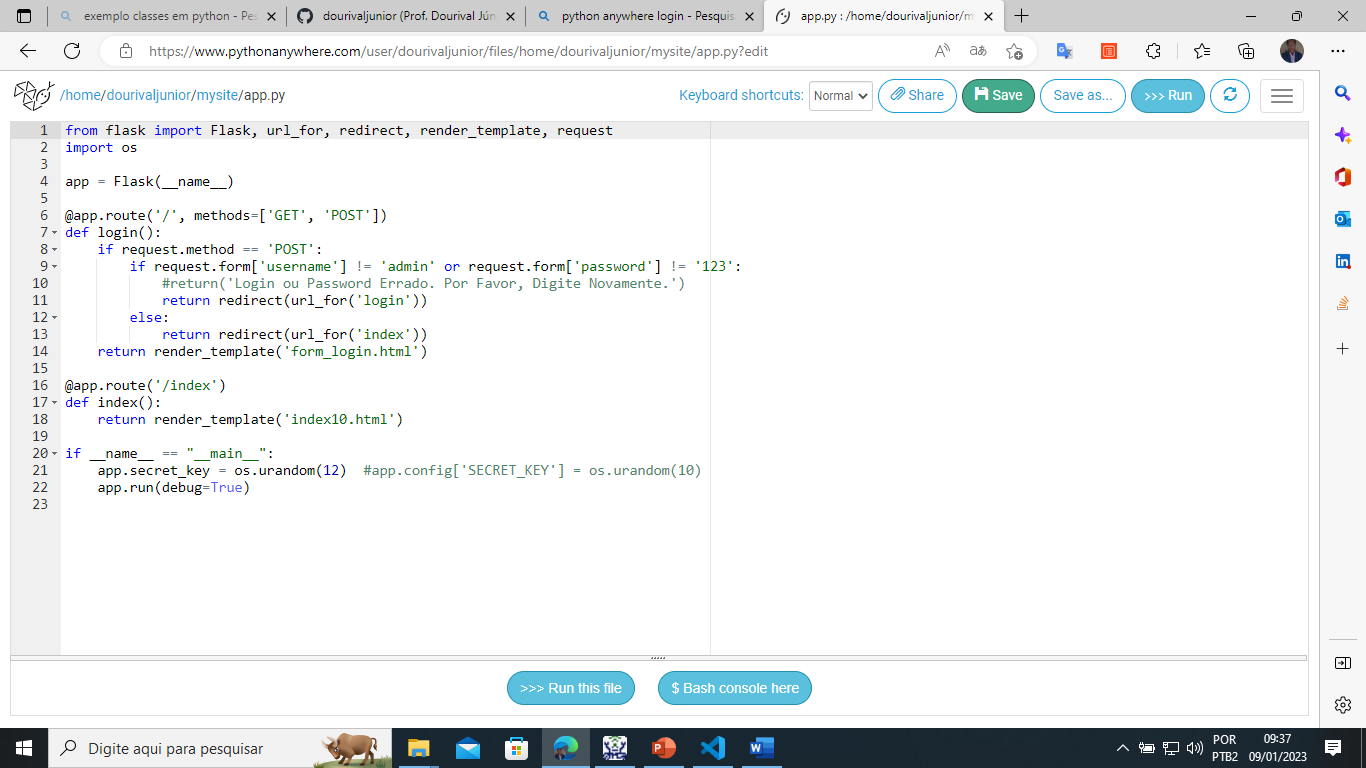 exemplo classes em python - Pes
dourivaljunior (Prof. Dourival Jún
python anywhere login - Pesquis
app.py : /home/dourivaljunior/m
https://www.pythonanywhere.com/user/dourivaljunior/files/home/dourivaljunior/mysite/app.py?edit
/home/dourivaljunior/mysite/app.py
Keyboard shortcuts: Normal Share Save Save as... >>> Run
1 from flask import Flask, url_for, redirect, render_template, request
2 import os
3
4 app = Flask(__name__)
5
6 @app.route('/', methods=['GET', 'POST'])
7 def login():
8 if request.method == 'POST':
9 if request.form['username'] != 'admin' or request.form['password'] != '123':
10 #return('Login ou Password Errado. Por Favor, Digite Novamente.')
11 return redirect(url_for('login'))
12 else:
13 return redirect(url_for('index'))
14 return render_template('form_login.html')
15
16 @app.route('/index')
17 def index():
18 return render_template('index10.html')
19
20 if __name__ == "__main__":
21 app.secret_key = os.urandom(12) #app.config['SECRET_KEY'] = os.urandom(10)
22 app.run(debug=True)
23
>>> Run this file
$ Bash console here
Digite aqui para pesquisar
POR
PTB2
09:37
09/01/2023